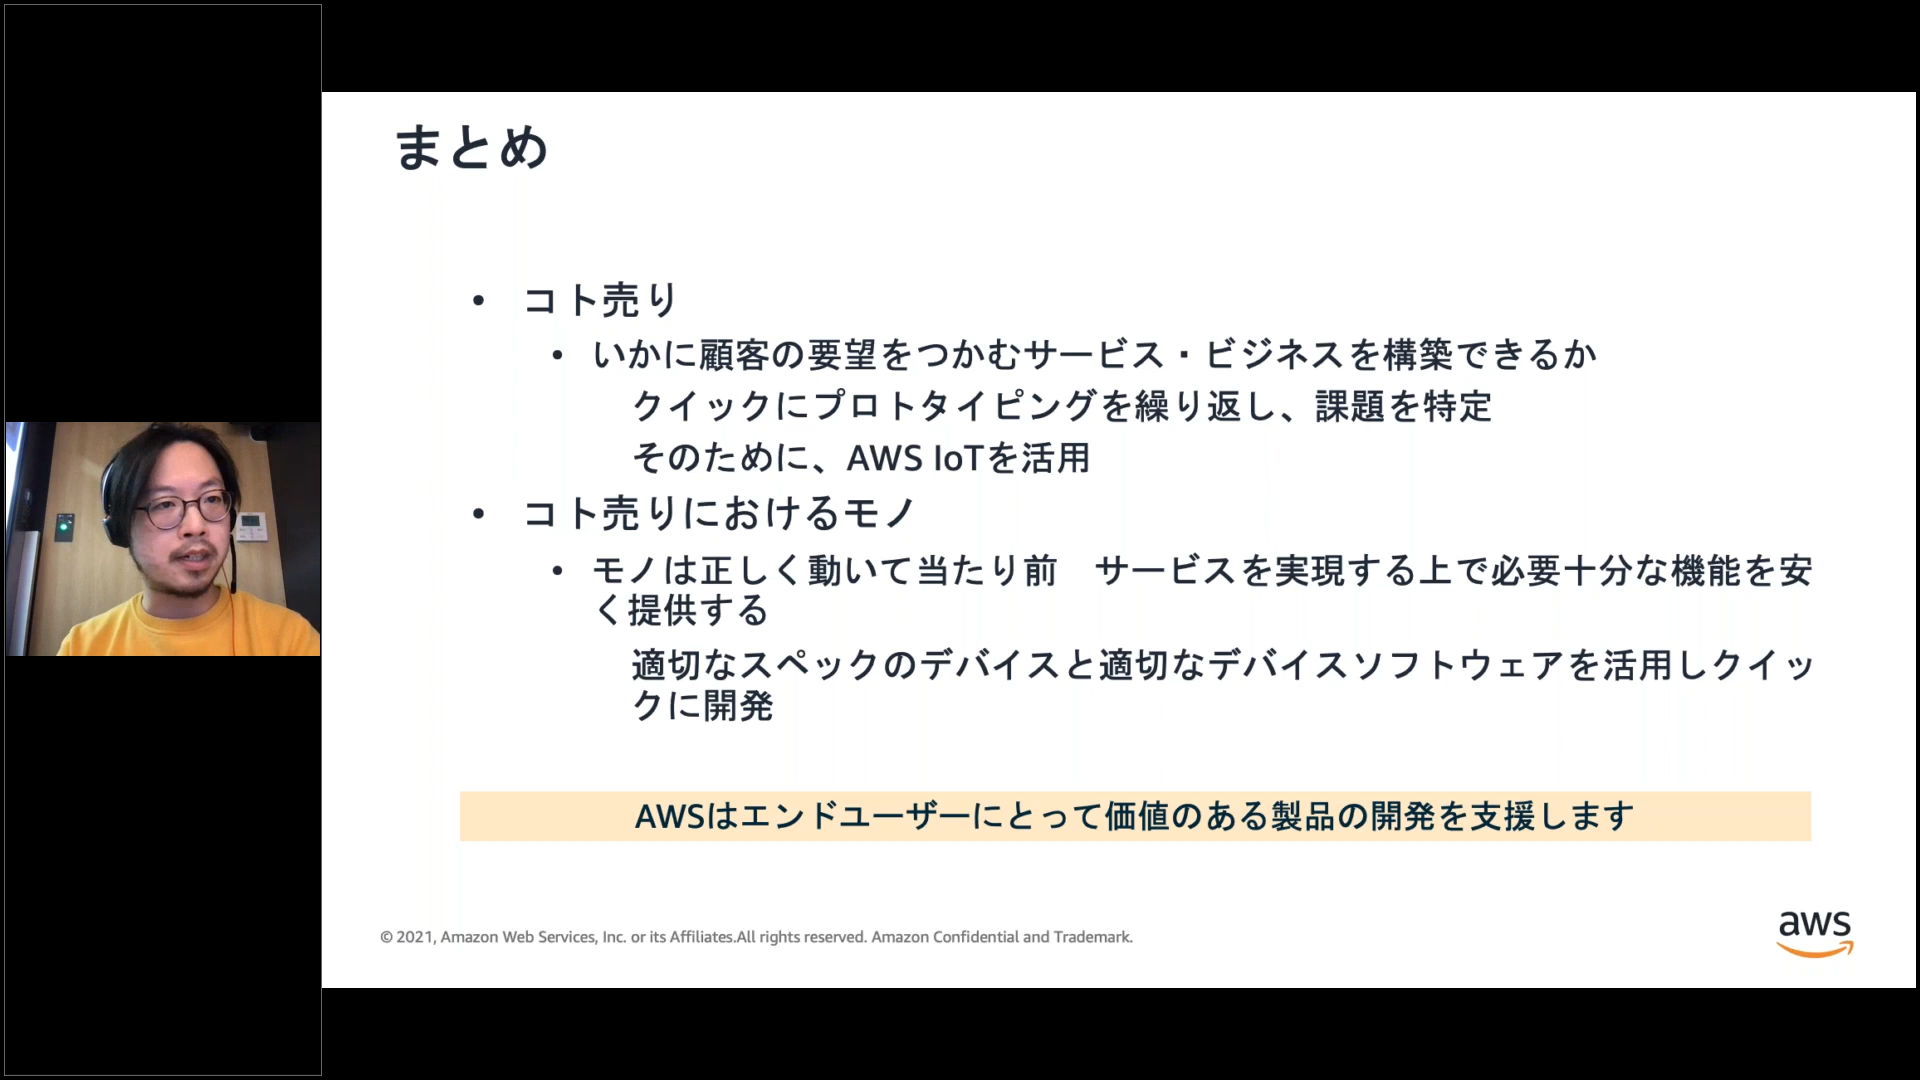 まとめ
• コト売り
• いかに顧客の要望をつかむサービス・ビジネスを構築できるか
クイックにプロトタイピングを繰り返し、課題を特定
そのために、AWS IoTを活用
• コト売りにおけるモノ
• モノは正しく動いて当たり前　サービスを実現する上で必要十分な機能を安
く提供する
適切なスペックのデバイスと適切なデバイスソフトウェアを活用しクイッ
クに開発
AWSはエンドユーザーにとって価値のある製品の開発を支援します
© 2021, Amazon Web Services, Inc. or its Affiliates.All rights reserved. Amazon Confidential and Trademark.
aws